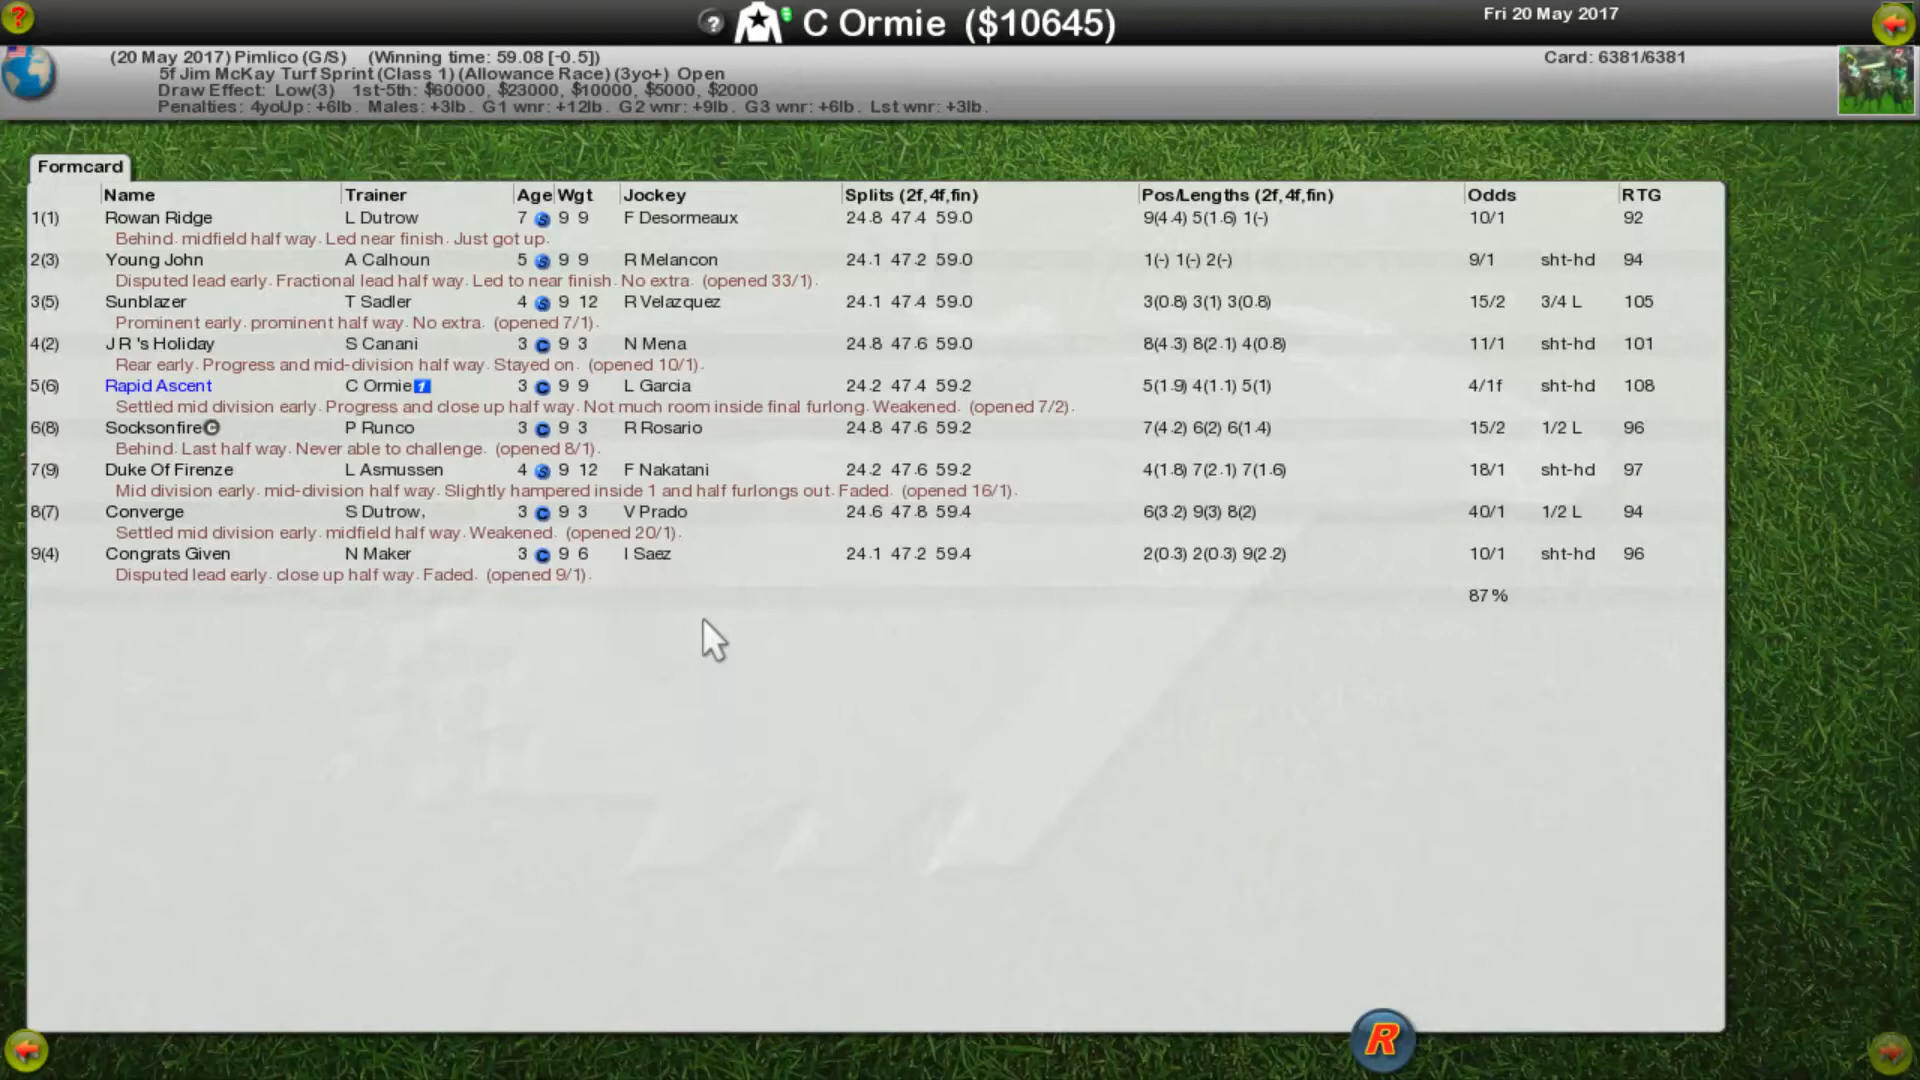 ? ? C Ormie ($10645) Fri 20 May 2017
(20 May 2017) Pimlico (G/S) (Winning time: 59.08 [-0.5]) Card: 6381/6381
5f Jim McKay Turf Sprint (Class 1) (Allowance Race) (3yo+) Open
Draw Effect: Low(3) 1st-5th: $60000, $23000, $10000, $5000, $2000
Penalties: 4yoUp: +6lb. Males: +3lb. G1 wnr: +12lb. G2 wnr: +9lb. G3 wnr: +6lb. Lst wnr: +3lb.
Formcard
Name Trainer Age Wgt Jockey Splits (2f,4f,fin) Pos/Lengths (2f,4f,fin) Odds RTG
1(1) Rowan Ridge L Dutrow 7 S 9 9 F Desormeaux 24.8 47.4 59.0 9(4.4) 5(1.6) 1(-) 10/1 92
Behind. midfield half way. Led near finish. Just got up.
2(3) Young John A Calhoun 5 S 9 9 R Melancon 24.1 47.2 59.0 1(-) 1(-) 2(-) 9/1 sht-hd 94
Disputed lead early. Fractional lead half way. Led to near finish. No extra. (opened 33/1).
3(5) Sunblazer T Sadler 4 S 9 12 R Velazquez 24.1 47.4 59.0 3(0.8) 3(1) 3(0.8) 15/2 3/4 L 105
Prominent early. prominent half way. No extra. (opened 7/1).
4(2) J R 's Holiday S Canani 3 C 9 3 N Mena 24.8 47.6 59.0 8(4.3) 8(2.1) 4(0.8) 11/1 sht-hd 101
Rear early. Progress and mid-division half way. Stayed on. (opened 10/1).
5(6) Rapid Ascent C Ormie 1 3 C 9 9 L Garcia 24.2 47.4 59.2 5(1.9) 4(1.1) 5(1) 4/1f sht-hd 108
Settled mid division early. Progress and close up half way. Not much room inside final furlong. Weakened. (opened 7/2).
6(8) Socksonfire C P Runco 3 C 9 3 R Rosario 24.8 47.6 59.2 7(4.2) 6(2) 6(1.4) 15/2 1/2 L 96
Behind. Last half way. Never able to challenge. (opened 8/1).
7(9) Duke Of Firenze L Asmussen 4 S 9 12 F Nakatani 24.2 47.6 59.2 4(1.8) 7(2.1) 7(1.6) 18/1 sht-hd 97
Mid division early. mid-division half way. Slightly hampered inside 1 and half furlongs out. Faded. (opened 16/1).
8(7) Converge S Dutrow, 3 C 9 3 V Prado 24.6 47.8 59.4 6(3.2) 9(3) 8(2) 40/1 1/2 L 94
Settled mid division early. midfield half way. Weakened. (opened 20/1).
9(4) Congrats Given N Maker 3 C 9 6 I Saez 24.1 47.2 59.4 2(0.3) 2(0.3) 9(2.2) 10/1 sht-hd 96
Disputed lead early. close up half way. Faded. (opened 9/1).
87%
R